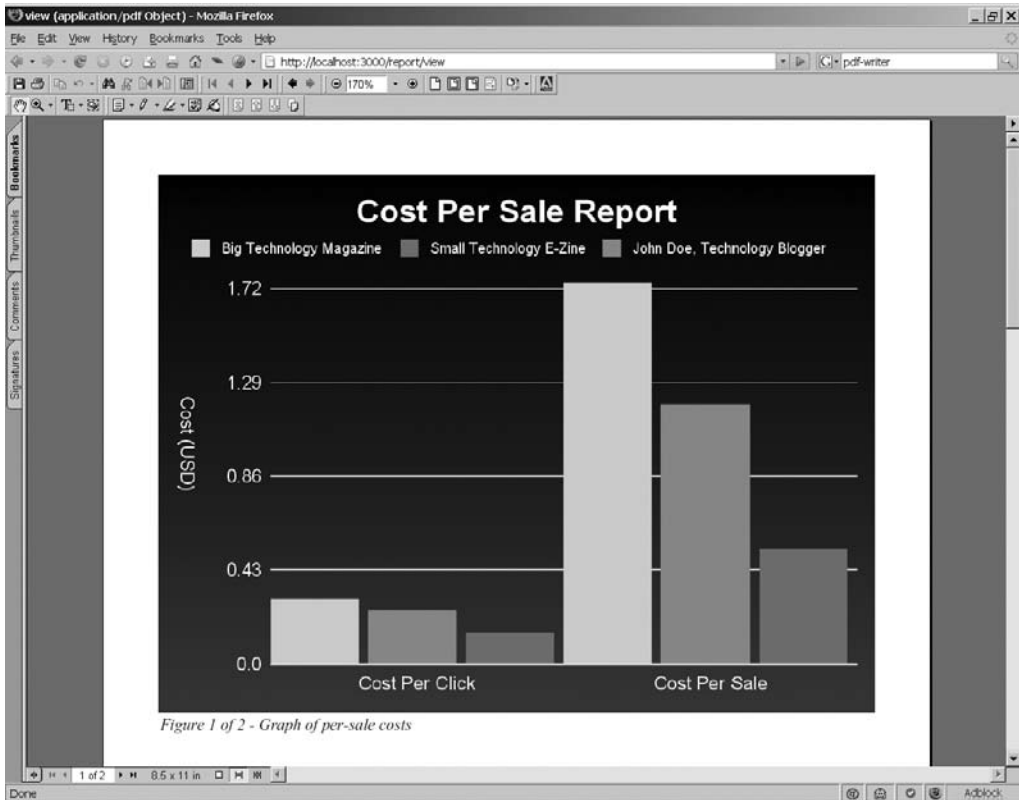 view (application/pdf Object) - Mozilla Firefox
File Edit View History Bookmarks Tools Help
http://localhost:3000/report/view
G pdf-writer
170%
Bookmarks
Thumbnails
Comments
Signatures
Cost Per Sale Report
Big Technology Magazine Small Technology E-Zine John Doe, Technology Blogger
1.72
1.29
0.86
0.43
0.0
Cost (USD)
Cost Per Click Cost Per Sale
Figure 1 of 2 - Graph of per-sale costs
1 of 2 8.5 x 11 in
Done Adblock